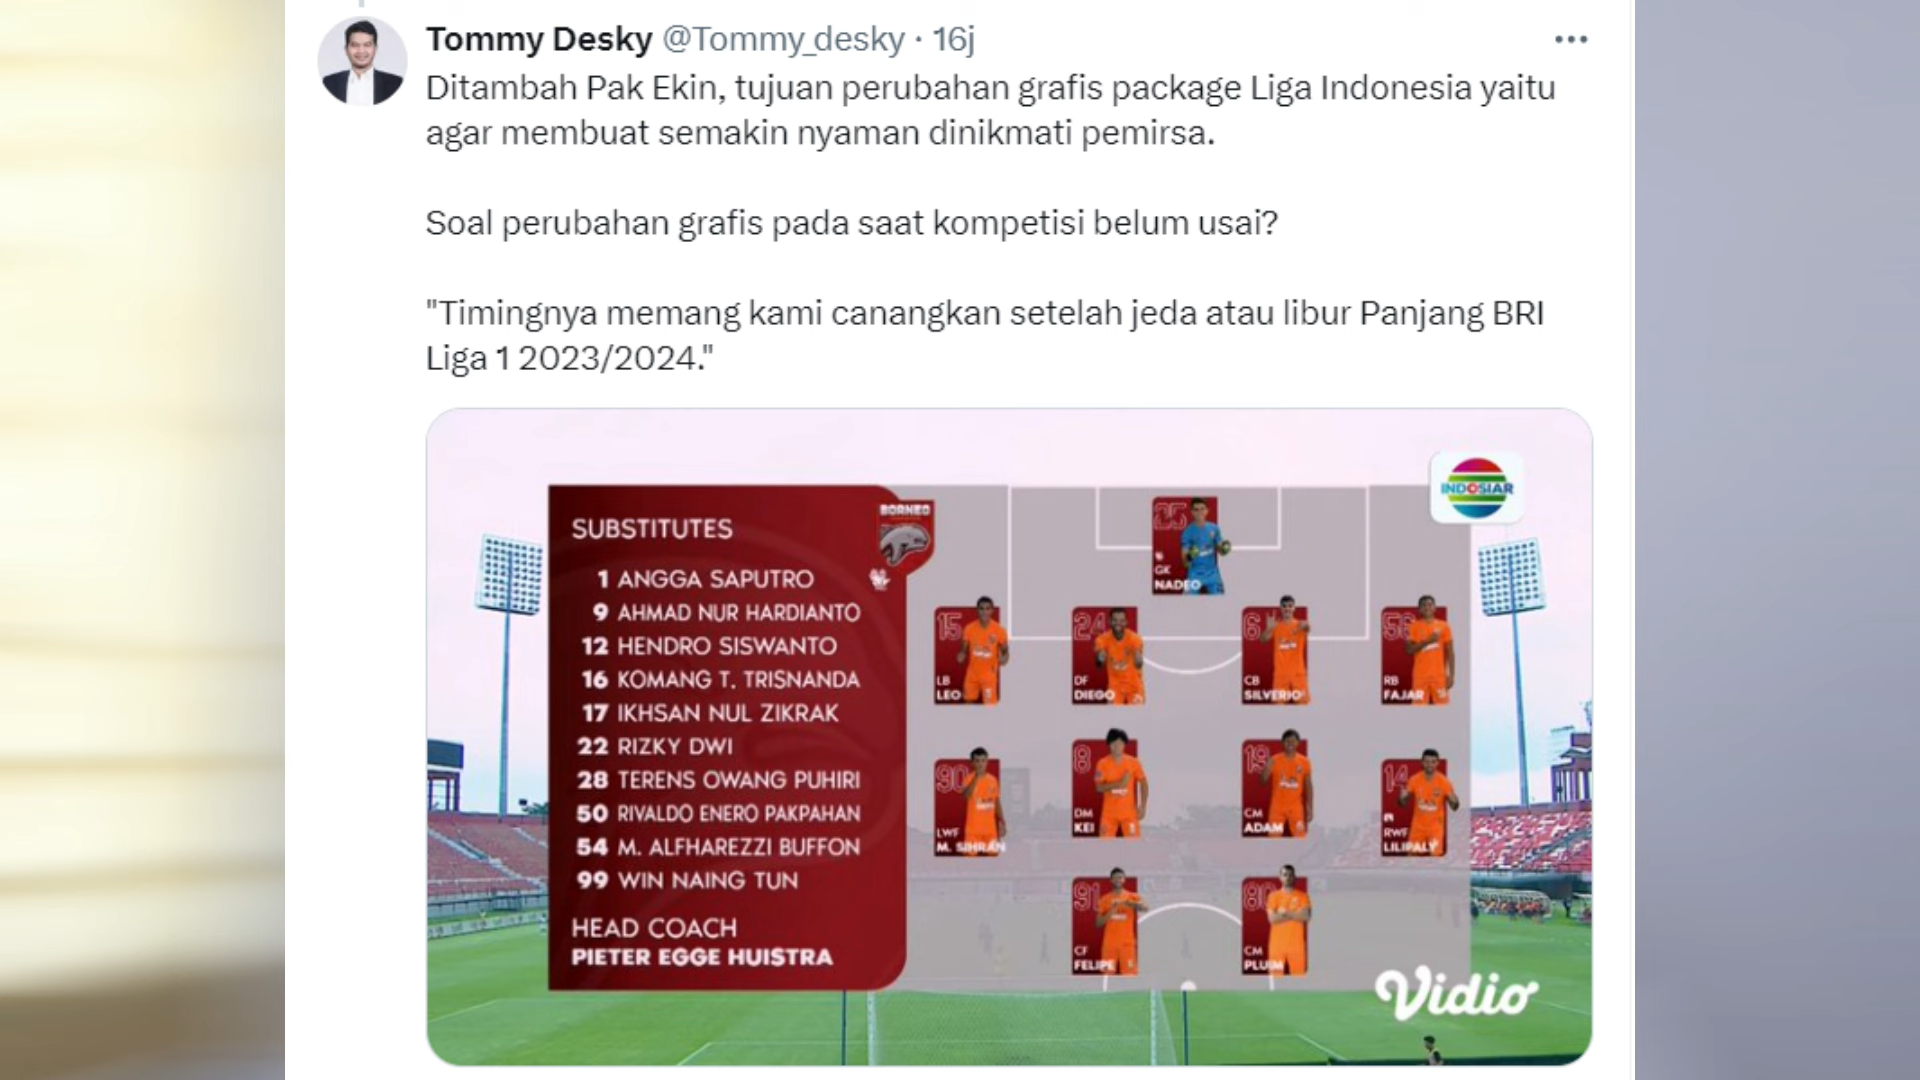 Tommy Desky @Tommy_desky · 16j
Ditambah Pak Ekin, tujuan perubahan grafis package Liga Indonesia yaitu
agar membuat semakin nyaman dinikmati pemirsa.
Soal perubahan grafis pada saat kompetisi belum usai?
"Timingnya memang kami canangkan setelah jeda atau libur Panjang BRI
Liga 1 2023/2024."
INDOSIAR
BORNEO
SUBSTITUTES
1 ANGGA SAPUTRO
9 AHMAD NUR HARDIANTO
12 HENDRO SISWANTO
16 KOMANG T. TRISNANDA
17 IKHSAN NUL ZIKRAK
22 RIZKY DWI
28 TERENS OWANG PUHIRI
50 RIVALDO ENERO PAKPAHAN
54 M. ALFHAREZZI BUFFON
99 WIN NAING TUN
HEAD COACH
PIETER EGGE HUISTRA
25
GK
NADEO
15
LB
LEO
24
DF
DIEGO
6
CB
SILVERIO
RB
FAJAR
90
LWF
M. SIHRAN
8
DM
KEI
19
CM
ADAM
14
RWF
LILIPALY
91
CF
FELIPE
80
CM
PLUIM
Vidio